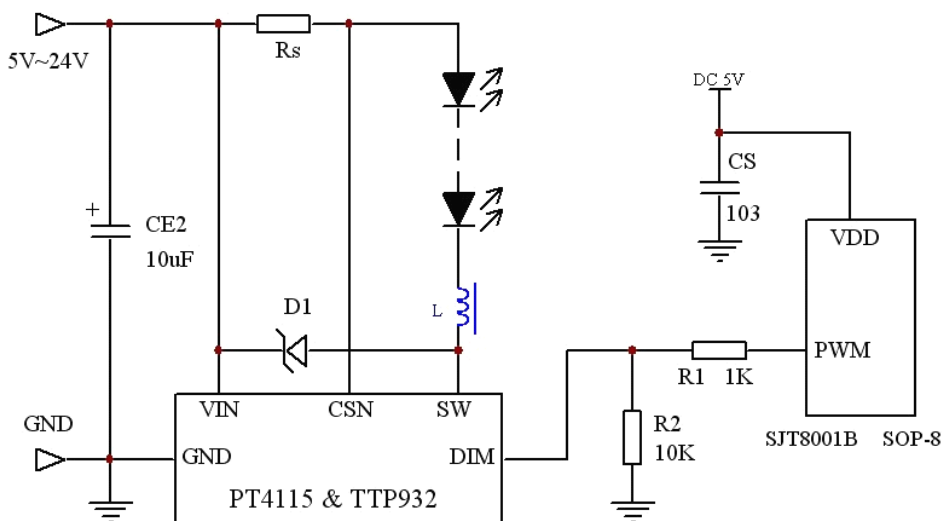 5V~24V
Rs
DC 5V
CS
103
+
CE2
10uF
VDD
D1
L
PWM
R1 1K
VIN
CSN
SW
GND
R2
10K
SJT8001B SOP-8
GND
DIM
PT4115 & TTP932